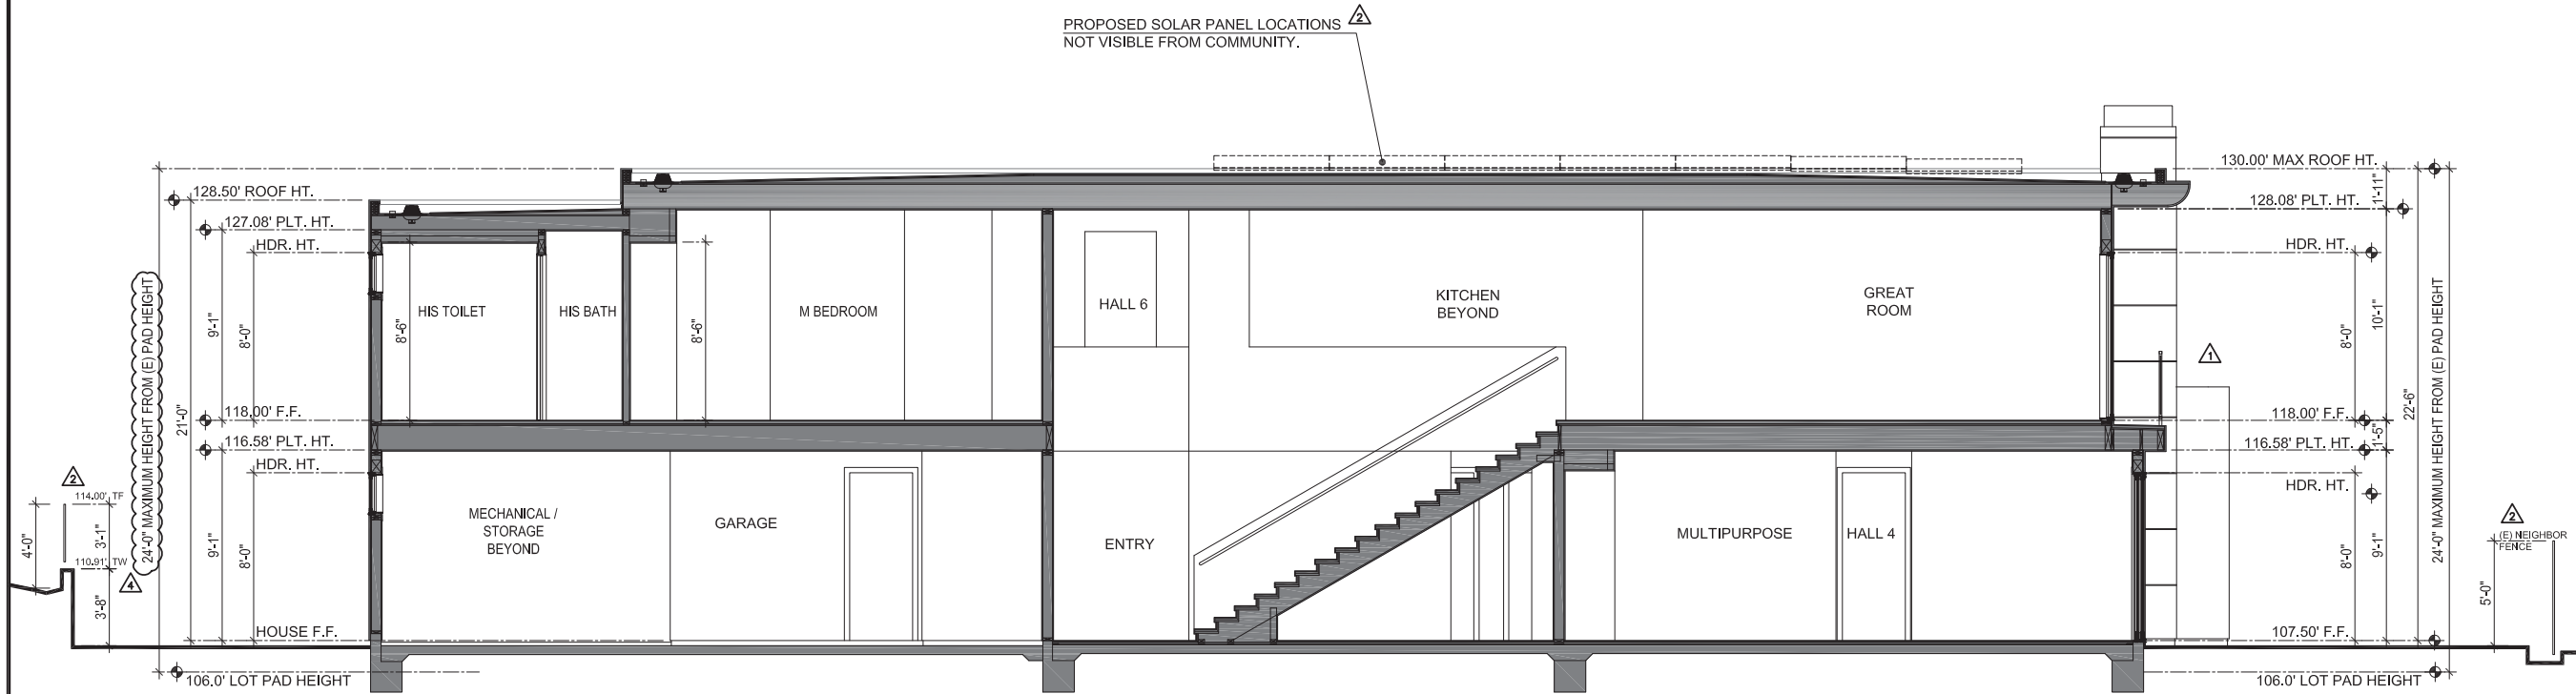 PROPOSED SOLAR PANEL LOCATIONS 2
NOT VISIBLE FROM COMMUNITY.
130.00' MAX ROOF HT.
128.50' ROOF HT.
127.08' PLT. HT.
HDR. HT.
118.00' F.F.
116.58' PLT. HT.
HDR. HT.
HOUSE F.F.
106.0' LOT PAD HEIGHT
24'-0" MAXIMUM HEIGHT FROM (E) PAD HEIGHT
21'-0"
9'-1"
8'-0"
9'-1"
8'-0"
2
114.00' TF
4'-0"
3'-1"
110.91' TW
4
3'-8"
HIS TOILET
8'-6"
HIS BATH
8'-6"
M BEDROOM
HALL 6
KITCHEN
BEYOND
GREAT
ROOM
MECHANICAL /
STORAGE
BEYOND
GARAGE
ENTRY
MULTIPURPOSE
HALL 4
1
1'-11"
128.08' PLT. HT.
HDR. HT.
8'-0"
10'-1"
118.00' F.F.
1'-5"
116.58' PLT. HT.
HDR. HT.
8'-0"
9'-1"
107.50' F.F.
106.0' LOT PAD HEIGHT
22'-6"
24'-0" MAXIMUM HEIGHT FROM (E) PAD HEIGHT
2
(E) NEIGHBOR
FENCE
5'-0"